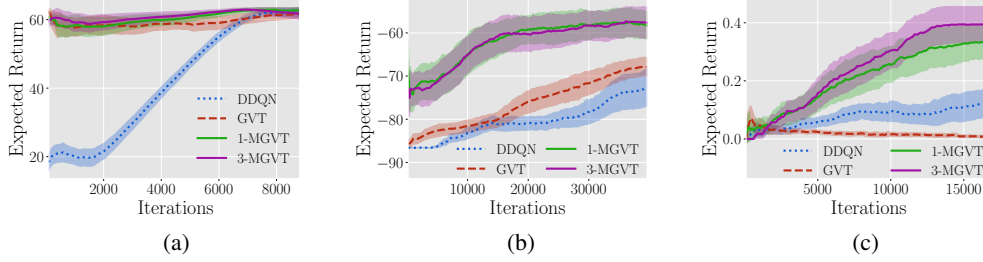 60
40
20
2000 4000 6000 8000
Expected Return
Iterations
DDQN
GVT
1-MGVT
3-MGVT
(a)
−60
−70
−80
−90
10000 20000 30000
Expected Return
Iterations
DDQN 1-MGVT
GVT 3-MGVT
(b)
0.4
0.2
0.0
5000 10000 15000
Expected Return
Iterations
DDQN 1-MGVT
GVT 3-MGVT
(c)